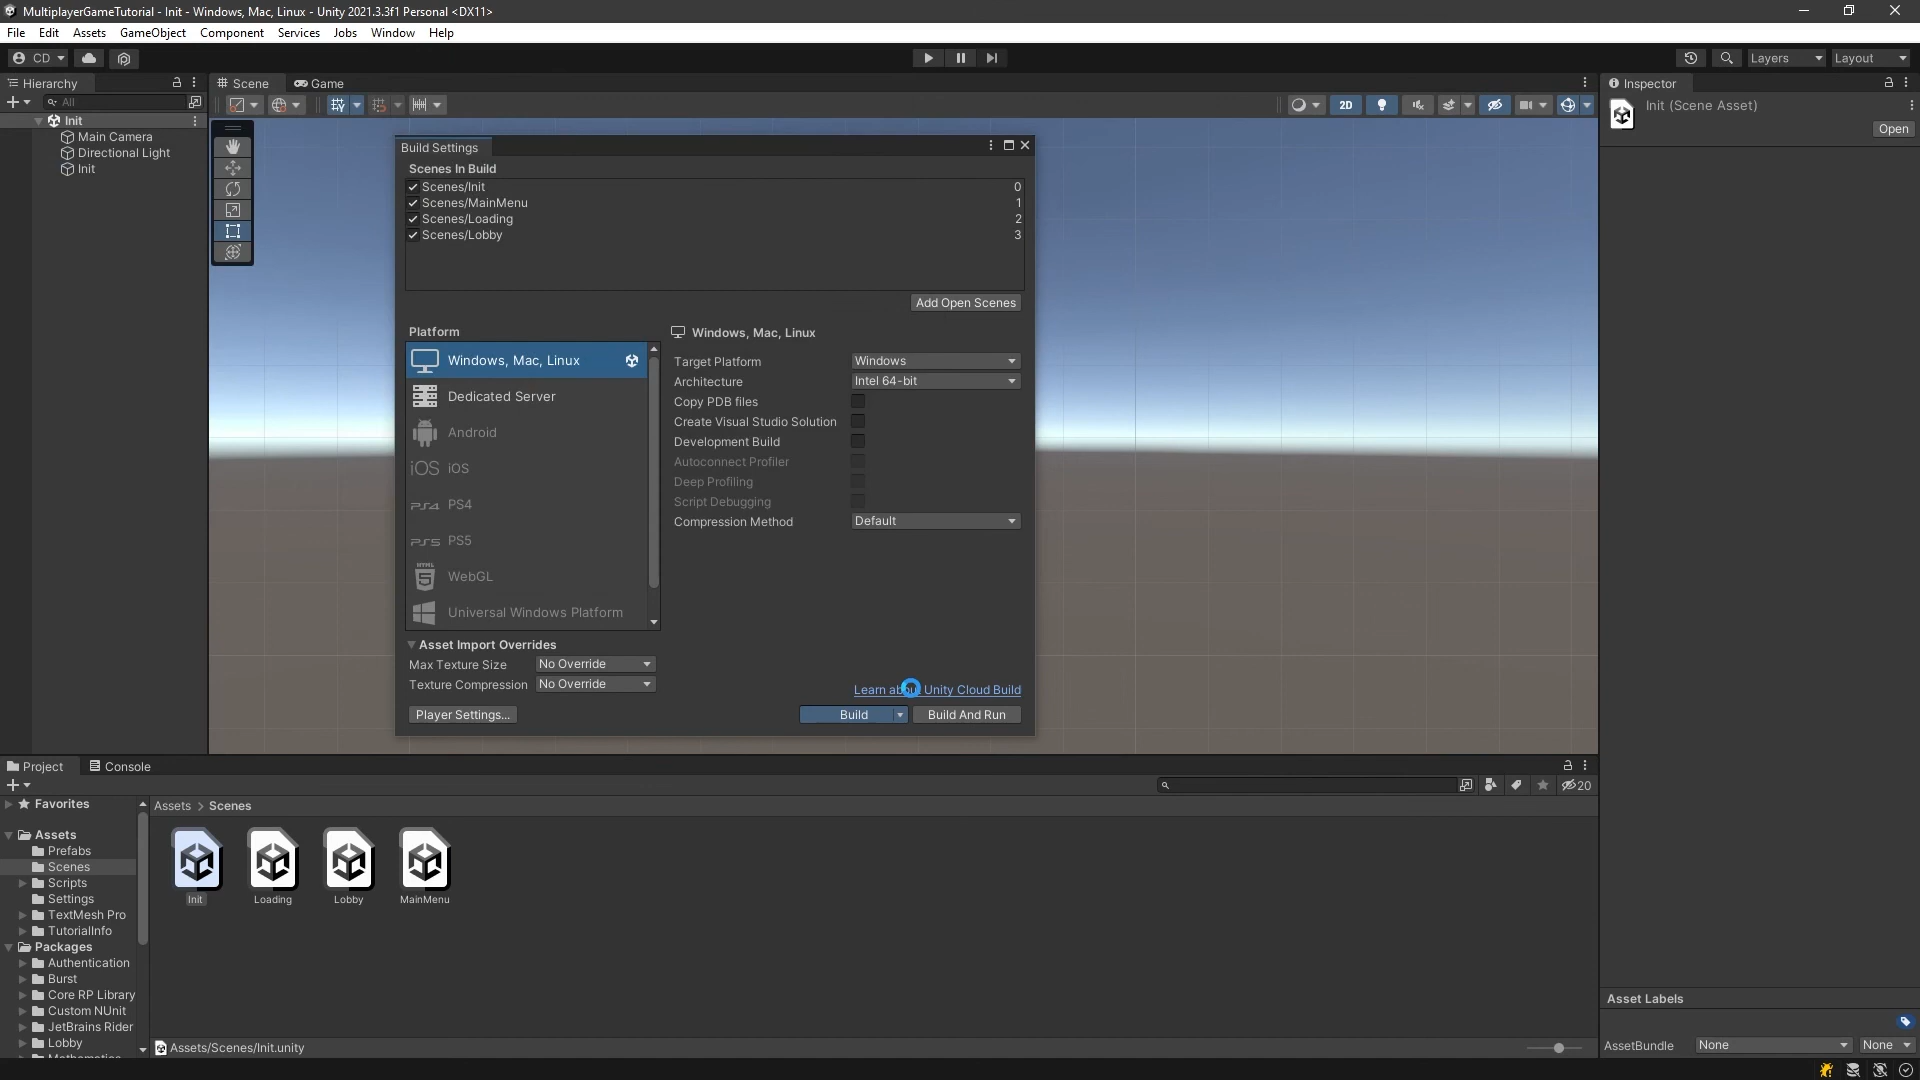 MultiplayerGameTutorial - Init - Windows, Mac, Linux - Unity 2021.3.3f1 Personal <DX11>
File Edit Assets GameObject Component Services Jobs Window Help
CD
Layers
Layout
Hierarchy
Scene
Game
Inspector
All
2D
Init (Scene Asset)
Open
Init
Main Camera
Directional Light
Init
Build Settings
Scenes In Build
Scenes/Init 0
Scenes/MainMenu 1
Scenes/Loading 2
Scenes/Lobby 3
Add Open Scenes
Platform
Windows, Mac, Linux
Dedicated Server
Android
iOS iOS
PS4 PS4
PS5 PS5
HTML 5 WebGL
Universal Windows Platform
Windows, Mac, Linux
Target Platform Windows
Architecture Intel 64-bit
Copy PDB files
Create Visual Studio Solution
Development Build
Autoconnect Profiler
Deep Profiling
Script Debugging
Compression Method Default
Asset Import Overrides
Max Texture Size No Override
Texture Compression No Override
Learn about Unity Cloud Build
Player Settings...
Build
Build And Run
Project
Console
20
Favorites
Assets
Prefabs
Scenes
Scripts
Settings
TextMesh Pro
TutorialInfo
Packages
Authentication
Burst
Core RP Library
Custom NUnit
JetBrains Rider
Lobby
Mathematics
Assets > Scenes
Init
Loading
Lobby
MainMenu
Assets/Scenes/Init.unity
Asset Labels
AssetBundle None None